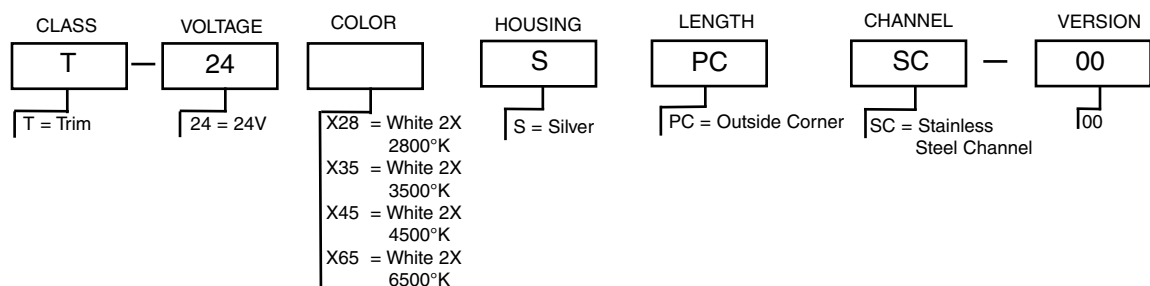 CLASS VOLTAGE COLOR HOUSING LENGTH CHANNEL VERSION
T — 24 S PC SC — 00
T = Trim
24 = 24V
X28 = White 2X
2800°K
X35 = White 2X
3500°K
X45 = White 2X
4500°K
X65 = White 2X
6500°K
S = Silver
PC = Outside Corner
SC = Stainless
Steel Channel
00